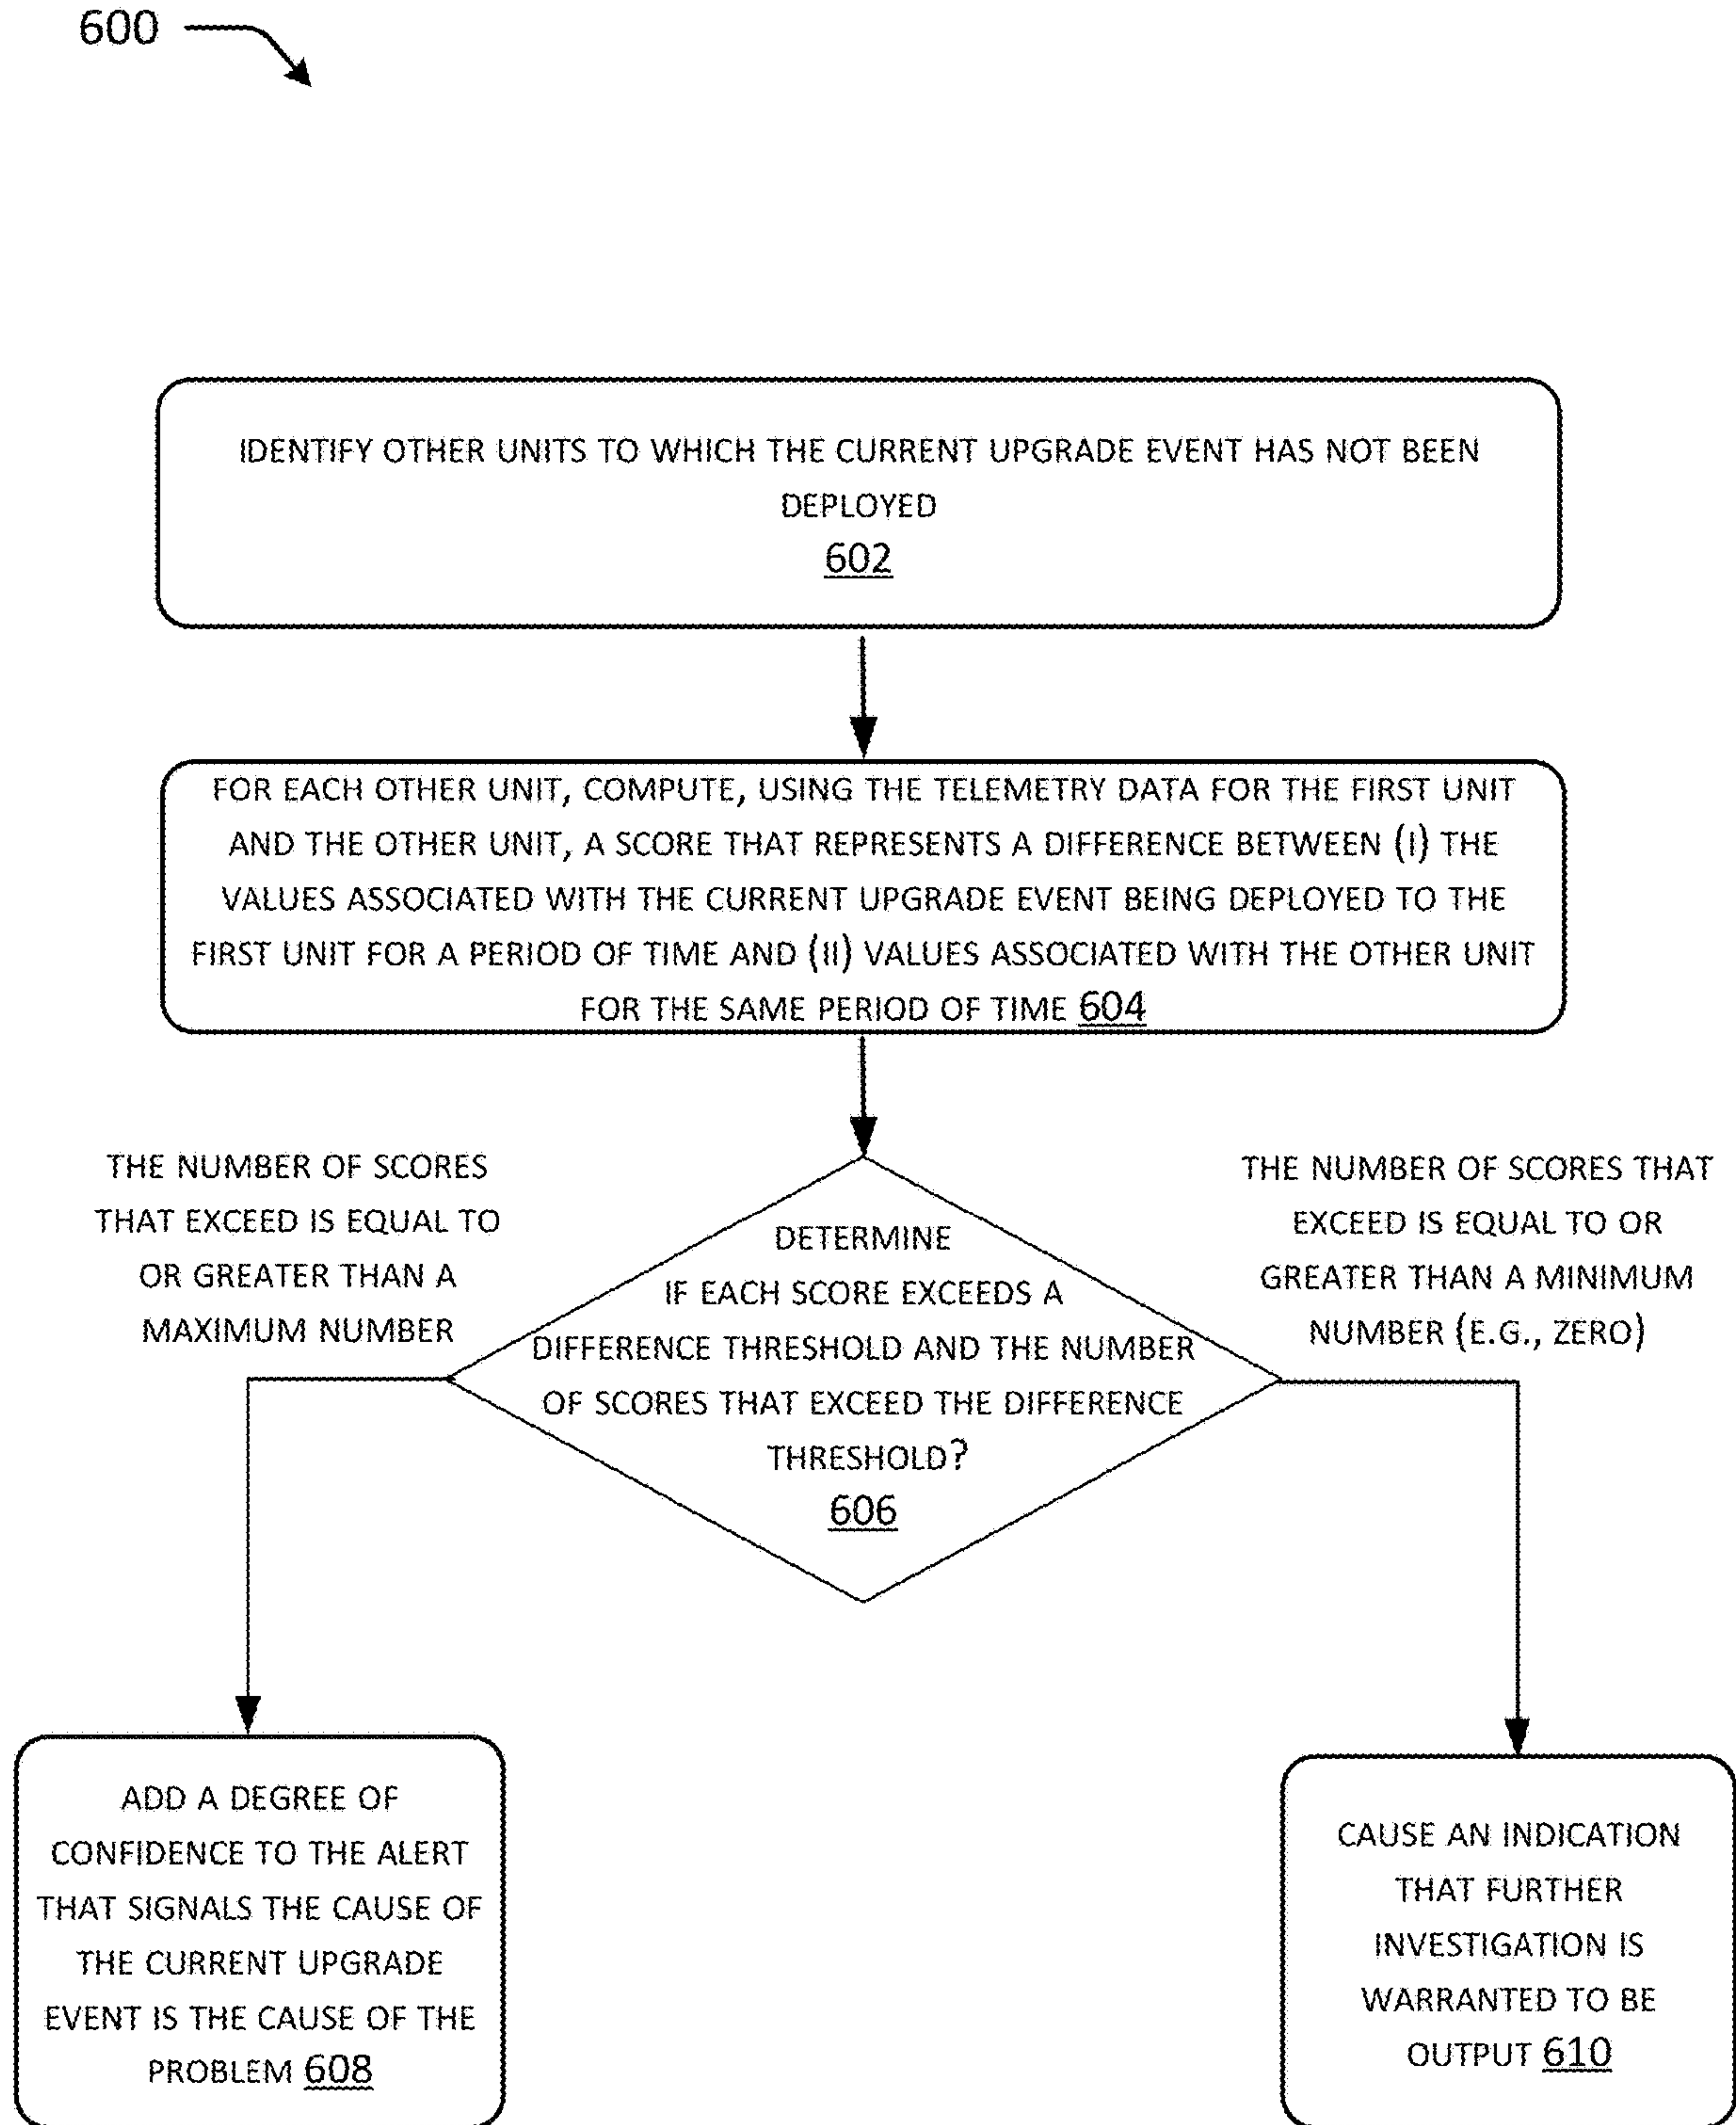 600
IDENTIFY OTHER UNITS TO WHICH THE CURRENT UPGRADE EVENT HAS NOT BEEN
DEPLOYED
602
FOR EACH OTHER UNIT, COMPUTE, USING THE TELEMETRY DATA FOR THE FIRST UNIT
AND THE OTHER UNIT, A SCORE THAT REPRESENTS A DIFFERENCE BETWEEN (I) THE
VALUES ASSOCIATED WITH THE CURRENT UPGRADE EVENT BEING DEPLOYED TO THE
FIRST UNIT FOR A PERIOD OF TIME AND (II) VALUES ASSOCIATED WITH THE OTHER UNIT
FOR THE SAME PERIOD OF TIME 604
THE NUMBER OF SCORES
THAT EXCEED IS EQUAL TO
OR GREATER THAN A
MAXIMUM NUMBER
DETERMINE
IF EACH SCORE EXCEEDS A
DIFFERENCE THRESHOLD AND THE NUMBER
OF SCORES THAT EXCEED THE DIFFERENCE
THRESHOLD?
606
THE NUMBER OF SCORES THAT
EXCEED IS EQUAL TO OR
GREATER THAN A MINIMUM
NUMBER (E.G., ZERO)
ADD A DEGREE OF
CONFIDENCE TO THE ALERT
THAT SIGNALS THE CAUSE OF
THE CURRENT UPGRADE
EVENT IS THE CAUSE OF THE
PROBLEM 608
CAUSE AN INDICATION
THAT FURTHER
INVESTIGATION IS
WARRANTED TO BE
OUTPUT 610